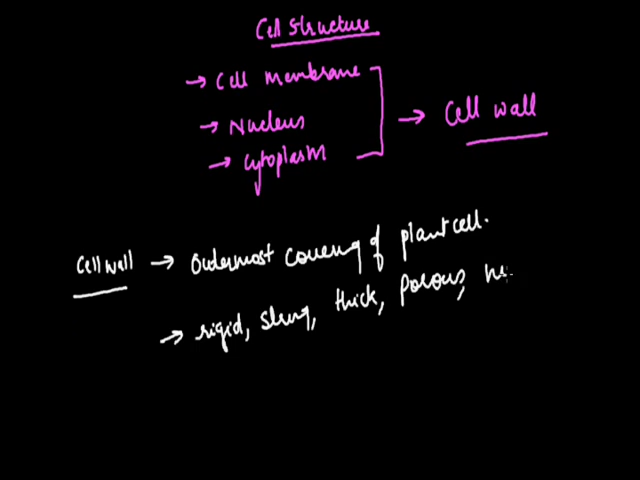 Cell Structure
→ Cell Membrane
→ Nucleus
→ Cytoplasm
→ Cell wall
Cell wall → Outermost covering of plant cell.
→ rigid, strong, thick, porous,